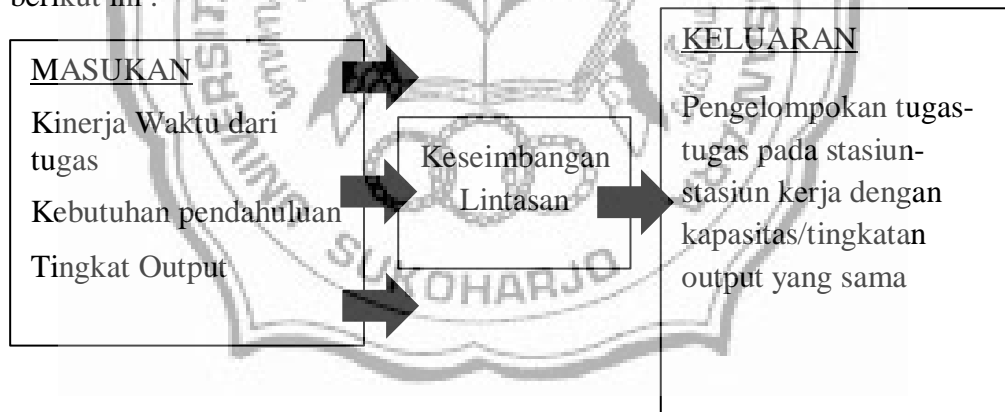 berikut ini :
MASUKAN
Kinerja Waktu dari
tugas
Kebutuhan pendahuluan
Tingkat Output
Keseimbangan
Lintasan
KELUARAN
Pengelompokan tugas-
tugas pada stasiun-
stasiun kerja dengan
kapasitas/tingkatan
output yang sama
SUKOHARJO